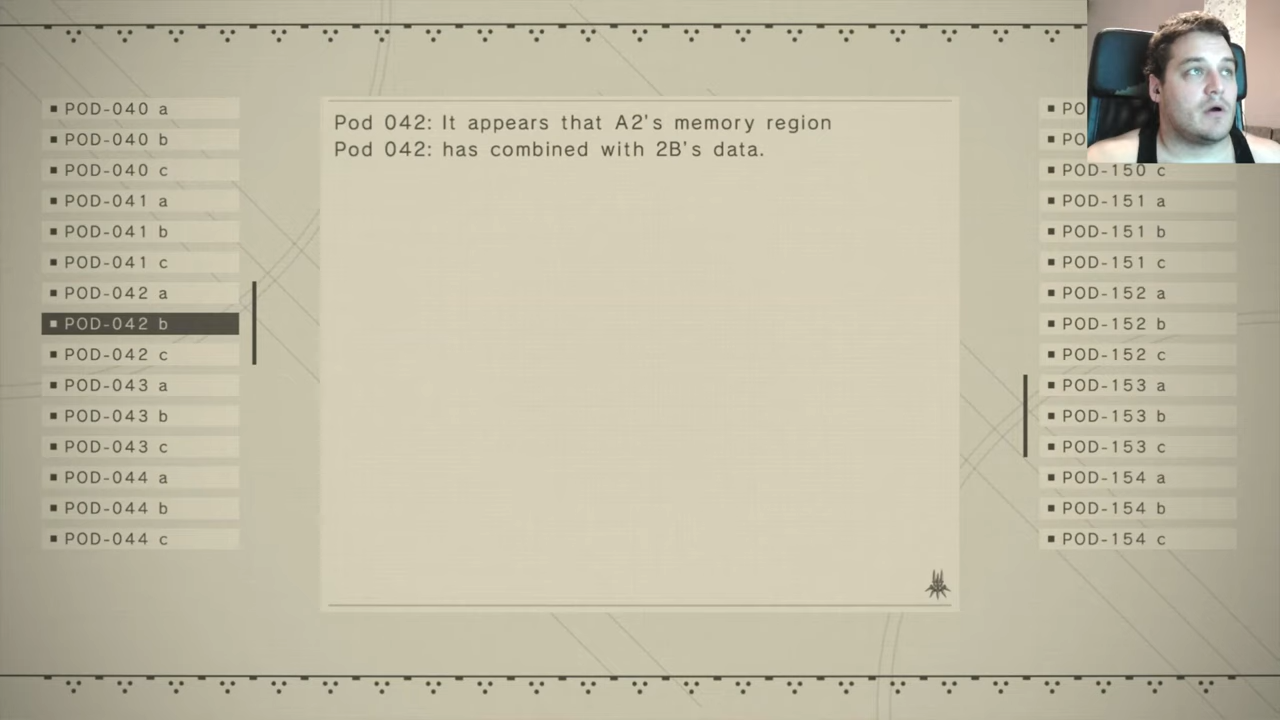 POD-040 a
POD-040 b
POD-040 c
POD-041 a
POD-041 b
POD-041 c
POD-042 a
POD-042 b
POD-042 c
POD-043 a
POD-043 b
POD-043 c
POD-044 a
POD-044 b
POD-044 c
Pod 042: It appears that A2's memory region
Pod 042: has combined with 2B's data.
PO
PO
POD-150 c
POD-151 a
POD-151 b
POD-151 c
POD-152 a
POD-152 b
POD-152 c
POD-153 a
POD-153 b
POD-153 c
POD-154 a
POD-154 b
POD-154 c